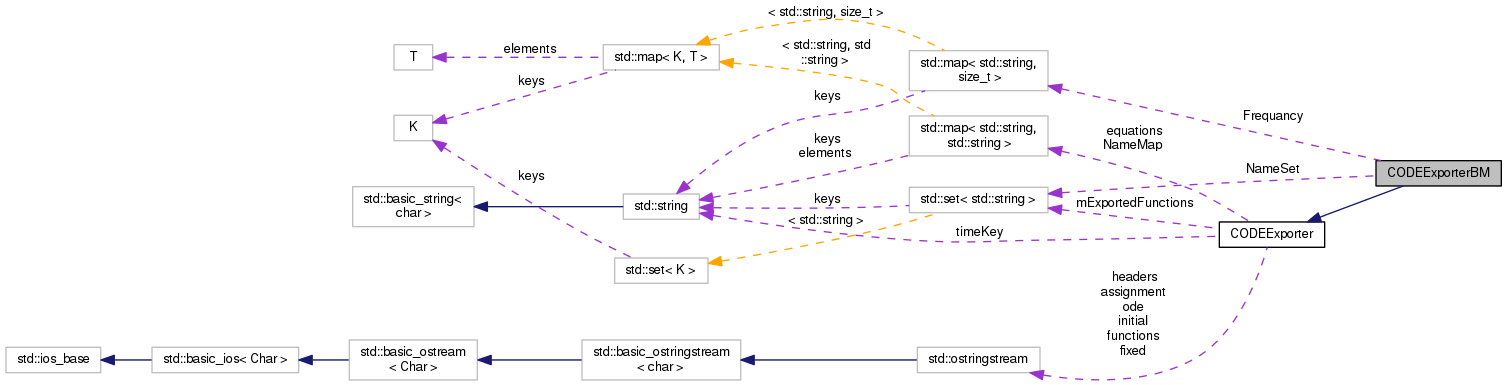 < std::string, size_t >
< std::string, std
::string >
T
elements
std::map< K, T >
std::map< std::string,
size_t >
keys
keys
Frequancy
K
equations
NameMap
std::map< std::string,
std::string >
keys
elements
CODEExporterBM
NameSet
keys
std::basic_string<
char >
std::string
keys
std::set< std::string >
mExportedFunctions
< std::string >
timeKey
CODEExporter
std::set< K >
headers
assignment
ode
initial
functions
fixed
std::ios_base
std::basic_ios< Char >
std::basic_ostream
< Char >
std::basic_ostringstream
< char >
std::ostringstream